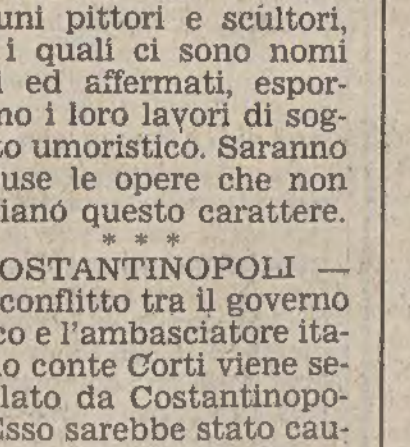 uni pittori e scultori,
i quali ci sono nomi
i ed affermati, espor-
no i loro lavori di sog-
to umoristico. Saranno
use le opere che non
iano questo carattere.
* * *
OSTANTINOPOLI —
conflitto tra il governo
co e l'ambasciatore ita-
o conte Corti viene se-
lato da Costantinopo-
Esso sarebbe stato cau-